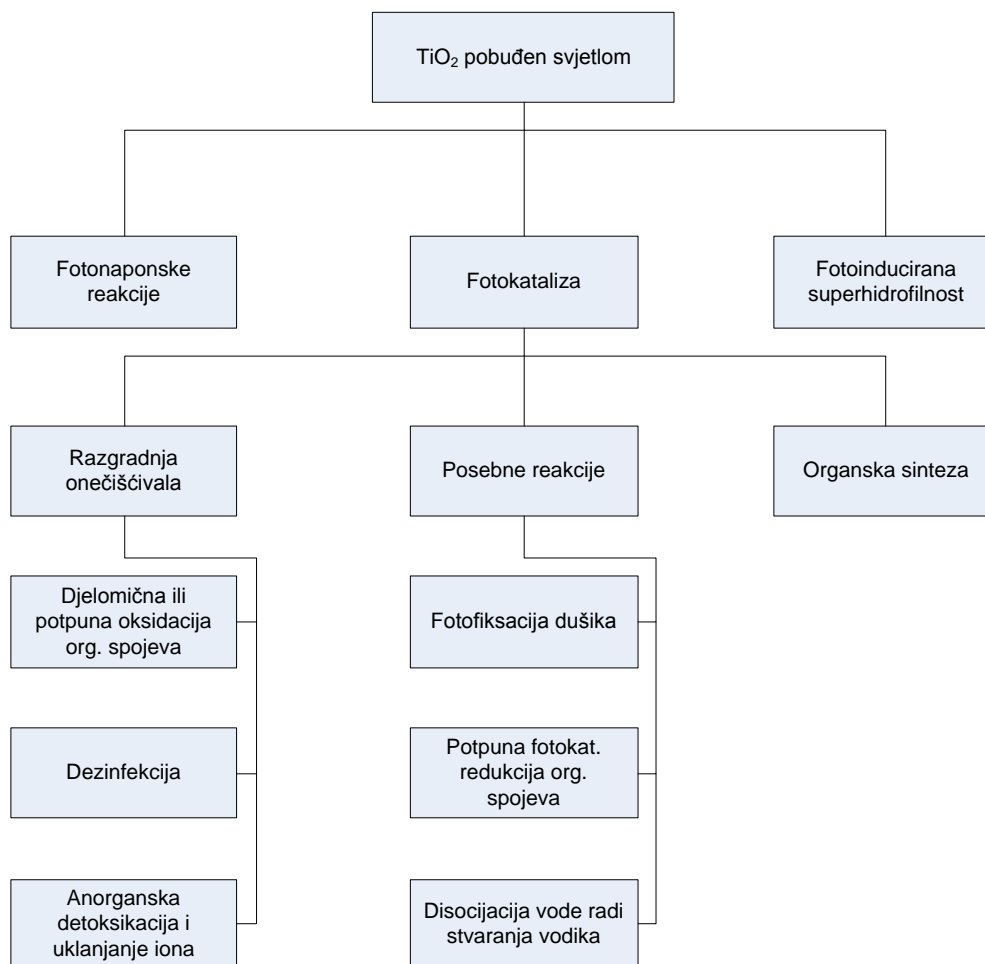 TiO₂ pobuđen svjetlom
Fotonaponske
reakcije
Fotokataliza
Fotoinducirana
superhidrofilnost
Razgradnja
onečišćivala
Posebne reakcije
Organska sinteza
Djelomična ili
potpuna oksidacija
org. spojeva
Fotofiksacija dušika
Dezinfekcija
Potpuna fotokat.
redukcija org.
spojeva
Anorganska
detoksikacija i
uklanjanje iona
Disocijacija vode radi
stvaranja vodika